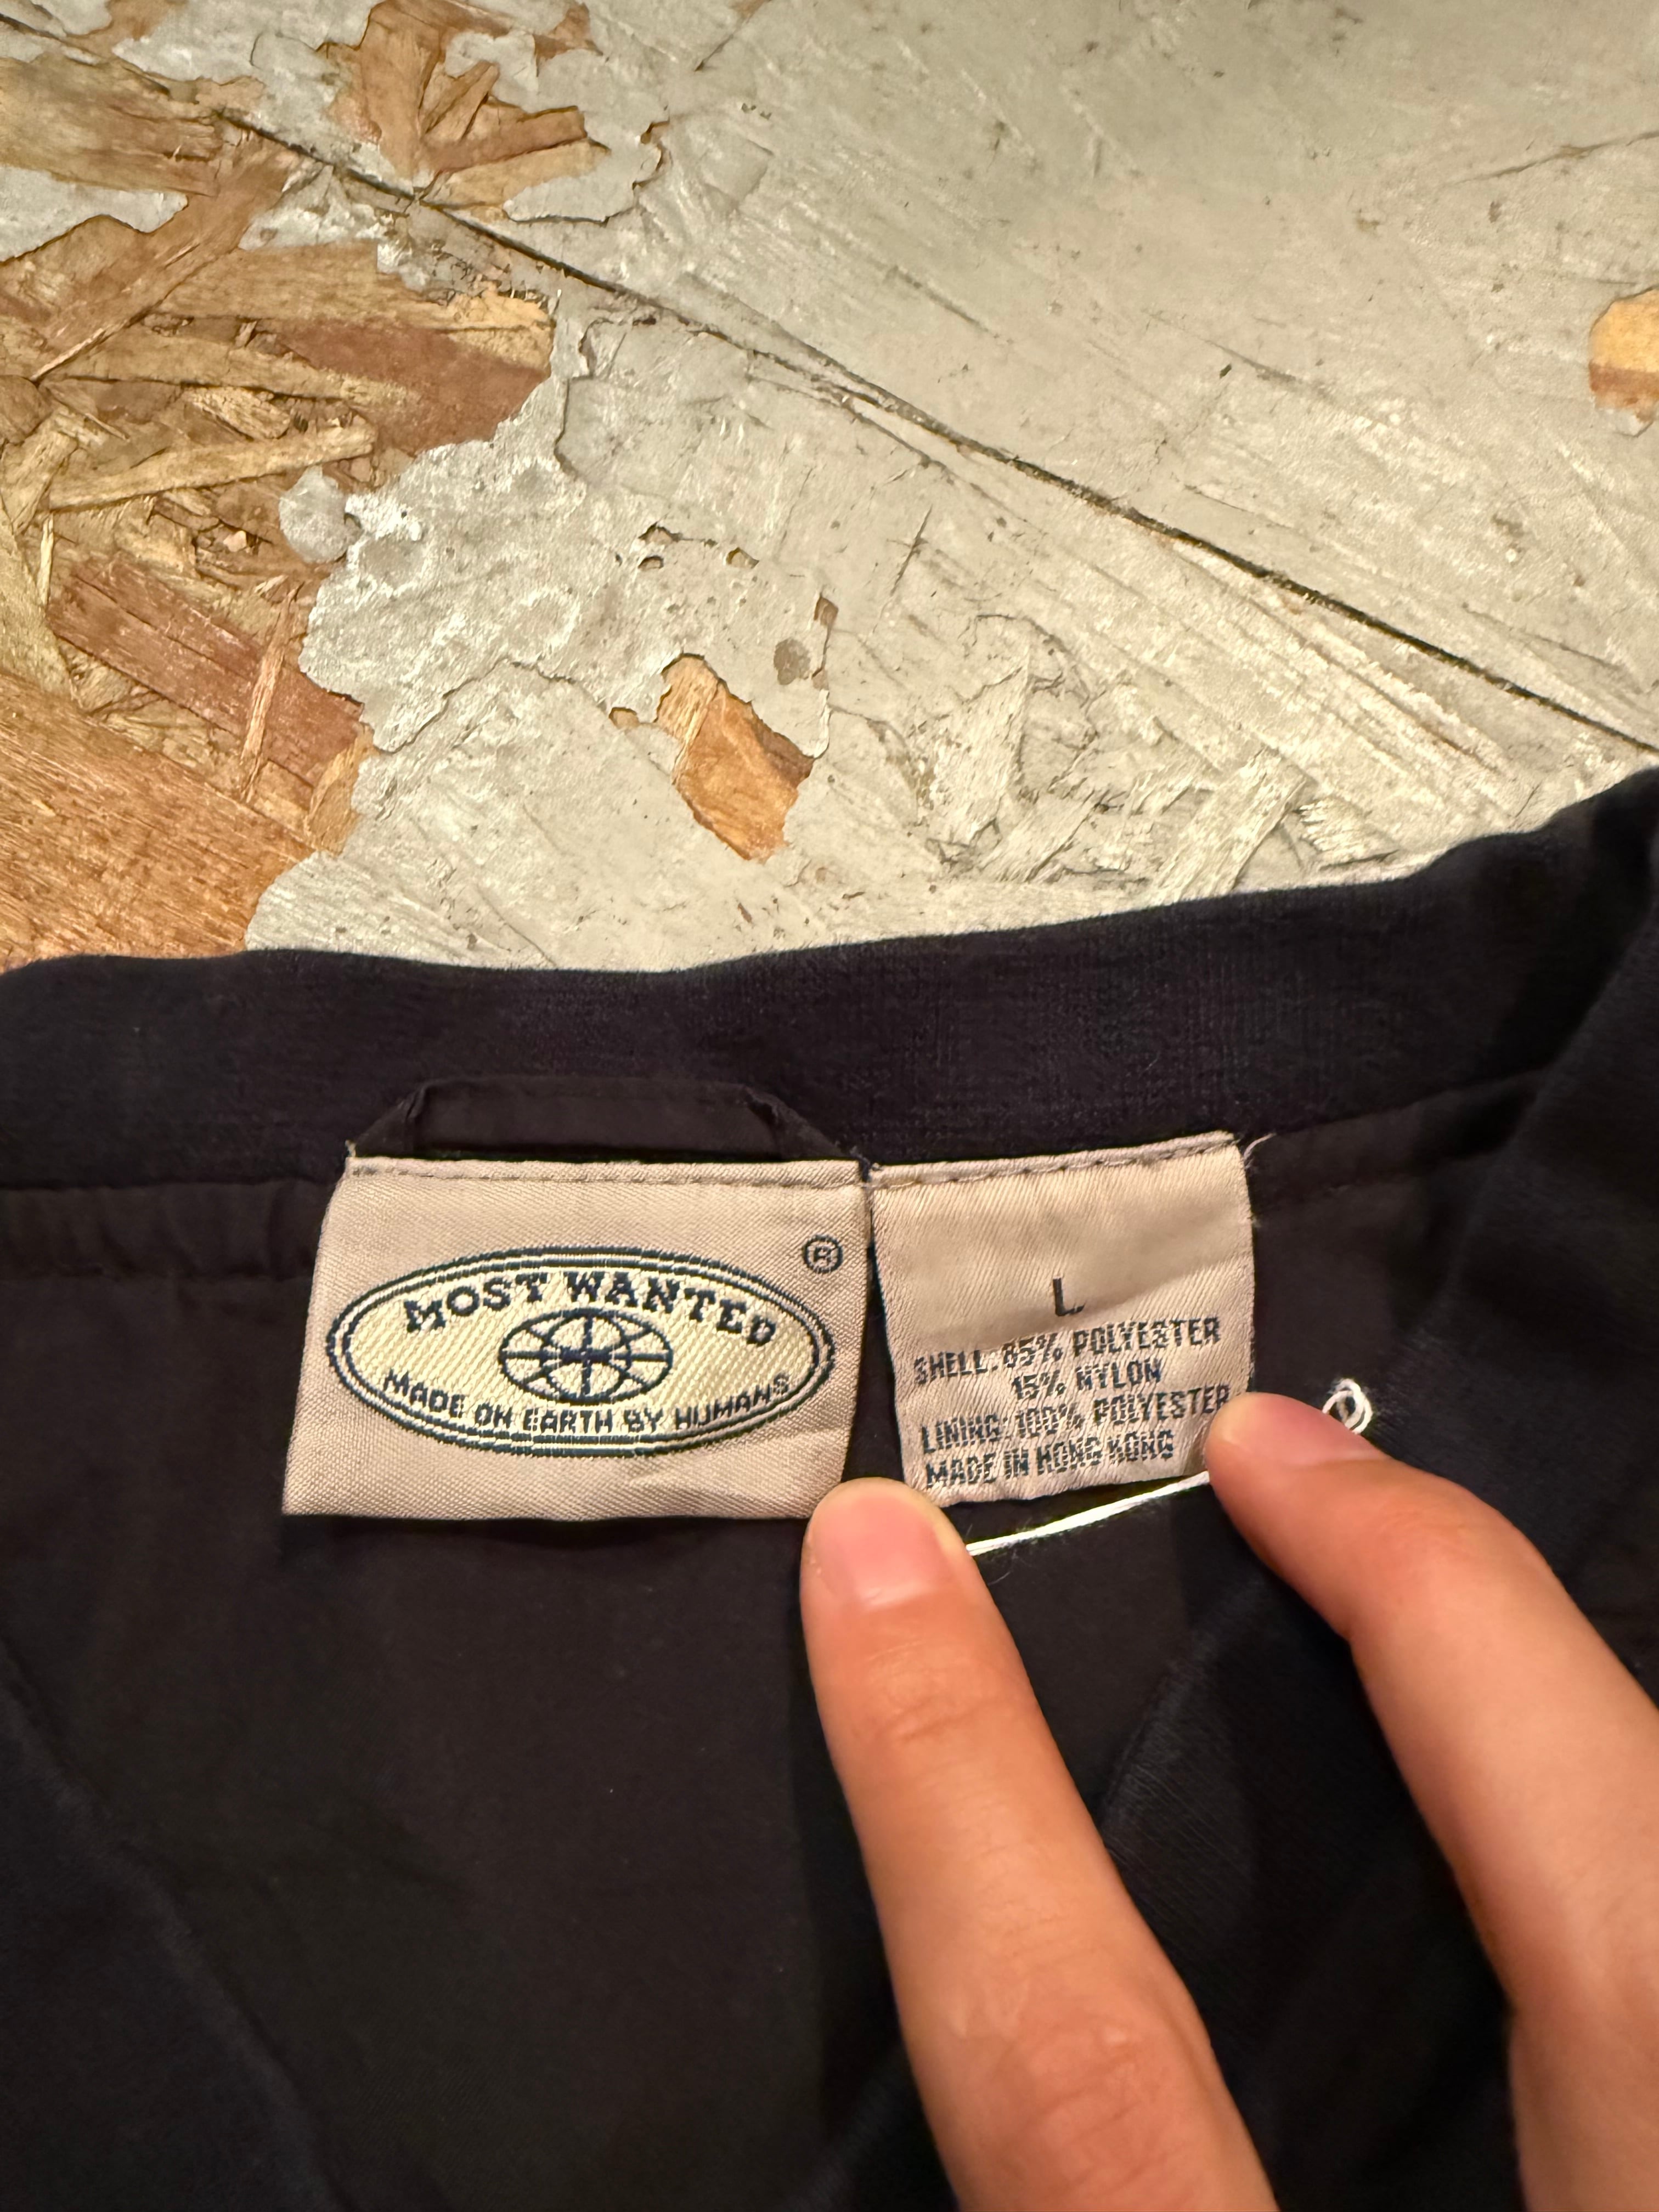 MOST WANTED ®
MADE ON EARTH BY HUMANS
L
SHELL: 85% POLYESTER
15% NYLON
LINING: 100% POLYESTER
MADE IN HONG KONG